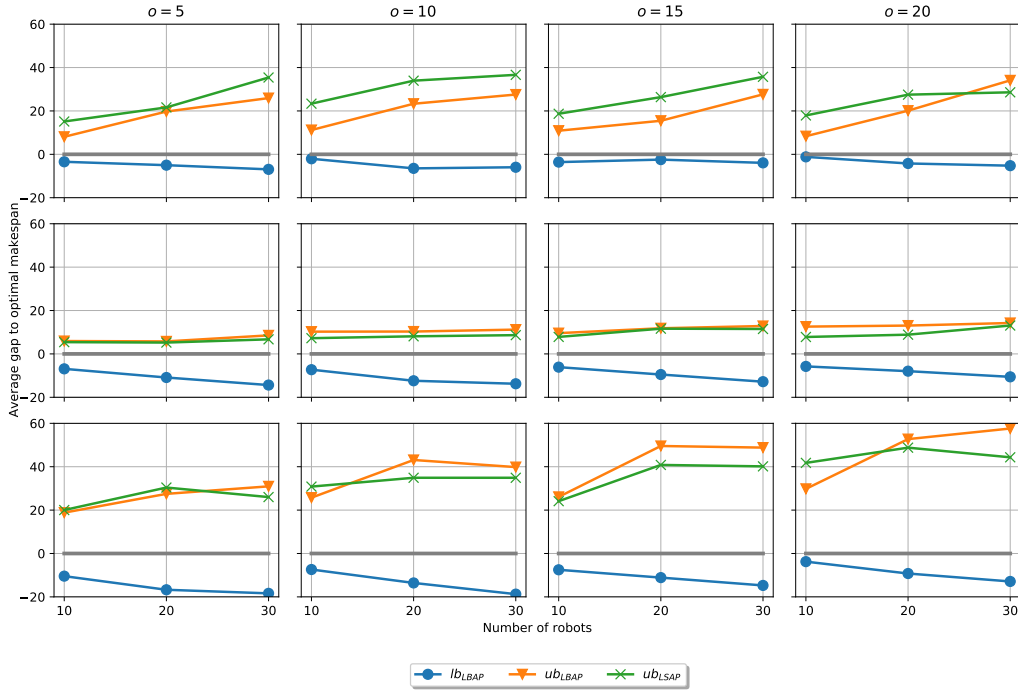 o = 5
o = 10
o = 15
o = 20
60
40
20
0
−20
60
40
20
0
−20
60
40
20
0
−20
Average gap to optimal makespan
10 20 30
10 20 30
10 20 30
10 20 30
Number of robots
lb_LBAP ub_LBAP ub_LSAP